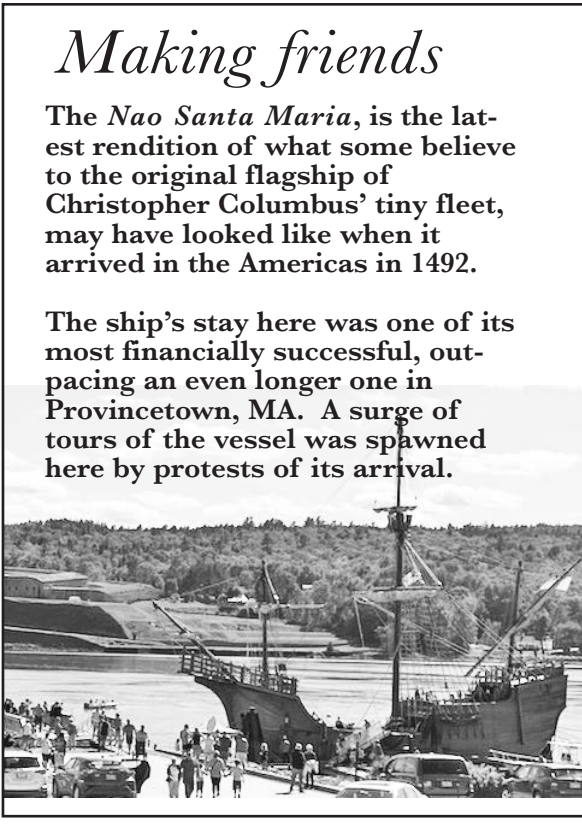 Making friends
The Nao Santa Maria, is the lat-
est rendition of what some believe
to the original flagship of
Christopher Columbus’ tiny fleet,
may have looked like when it
arrived in the Americas in 1492.
The ship’s stay here was one of its
most financially successful, out-
pacing an even longer one in
Provincetown, MA.  A surge of
tours of the vessel was spawned
here by protests of its arrival.